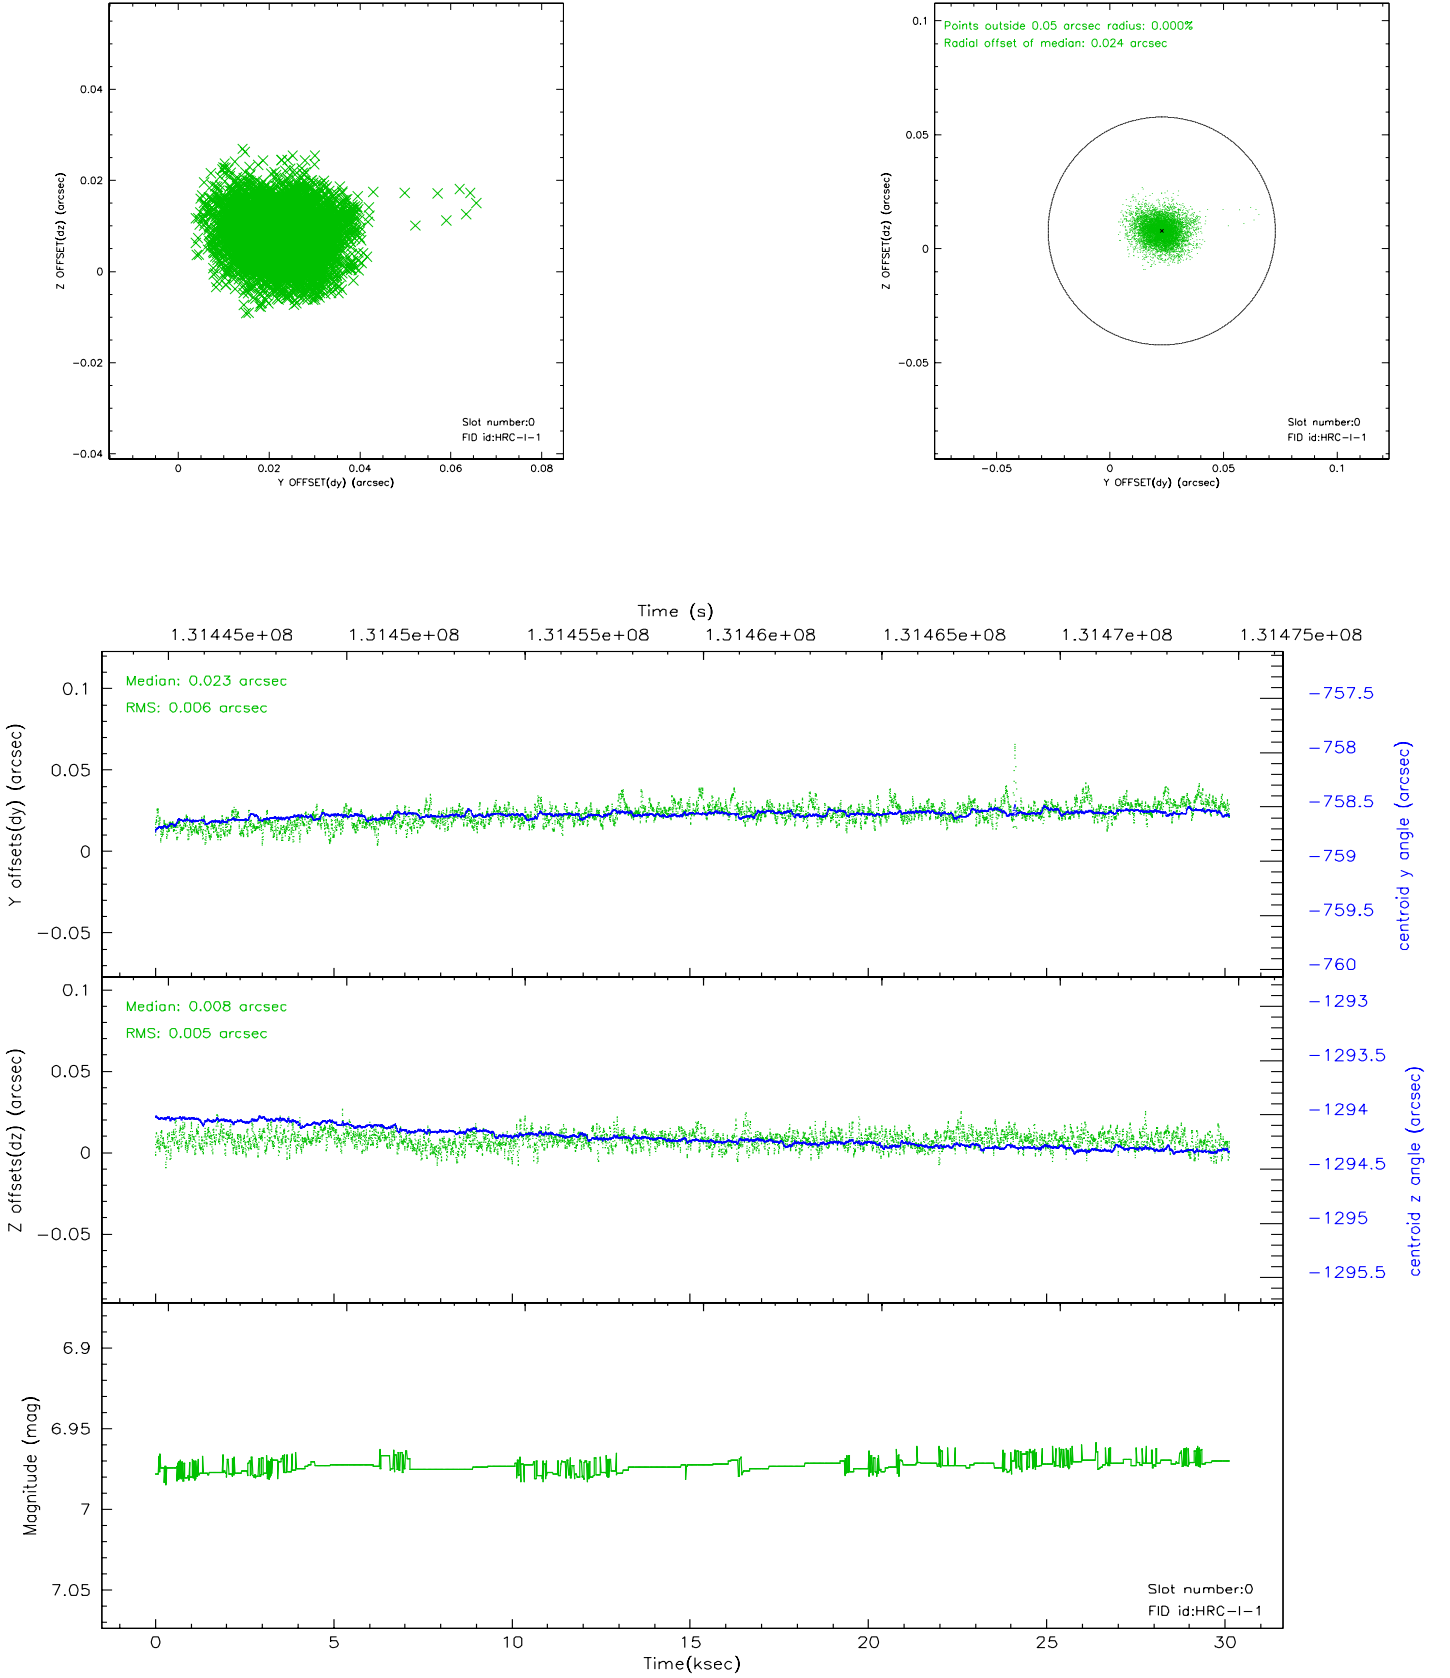 0.04
0.02
0
−0.02
−0.04
Z OFFSET(dz) (arcsec)
0
0.02
0.04
0.06
0.08
Y OFFSET(dy) (arcsec)
Slot number:0
FID id:HRC−I−1
Points outside 0.05 arcsec radius: 0.000%
Radial offset of median: 0.024 arcsec
0.1
0.05
0
−0.05
Z OFFSET(dz) (arcsec)
−0.05
0
0.05
0.1
Y OFFSET(dy) (arcsec)
Slot number:0
FID id:HRC−I−1
Time (s)
1.31445e+08
1.3145e+08
1.31455e+08
1.3146e+08
1.31465e+08
1.3147e+08
1.31475e+08
Median: 0.023 arcsec
RMS: 0.006 arcsec
0.1
0.05
0
−0.05
Y offsets(dy) (arcsec)
−757.5
−758
−758.5
−759
−759.5
−760
centroid y angle (arcsec)
Median: 0.008 arcsec
RMS: 0.005 arcsec
0.1
0.05
0
−0.05
Z offsets(dz) (arcsec)
−1293
−1293.5
−1294
−1294.5
−1295
−1295.5
centroid z angle (arcsec)
6.9
6.95
7
7.05
Magnitude (mag)
Slot number:0
FID id:HRC−I−1
0
5
10
15
20
25
30
Time(ksec)